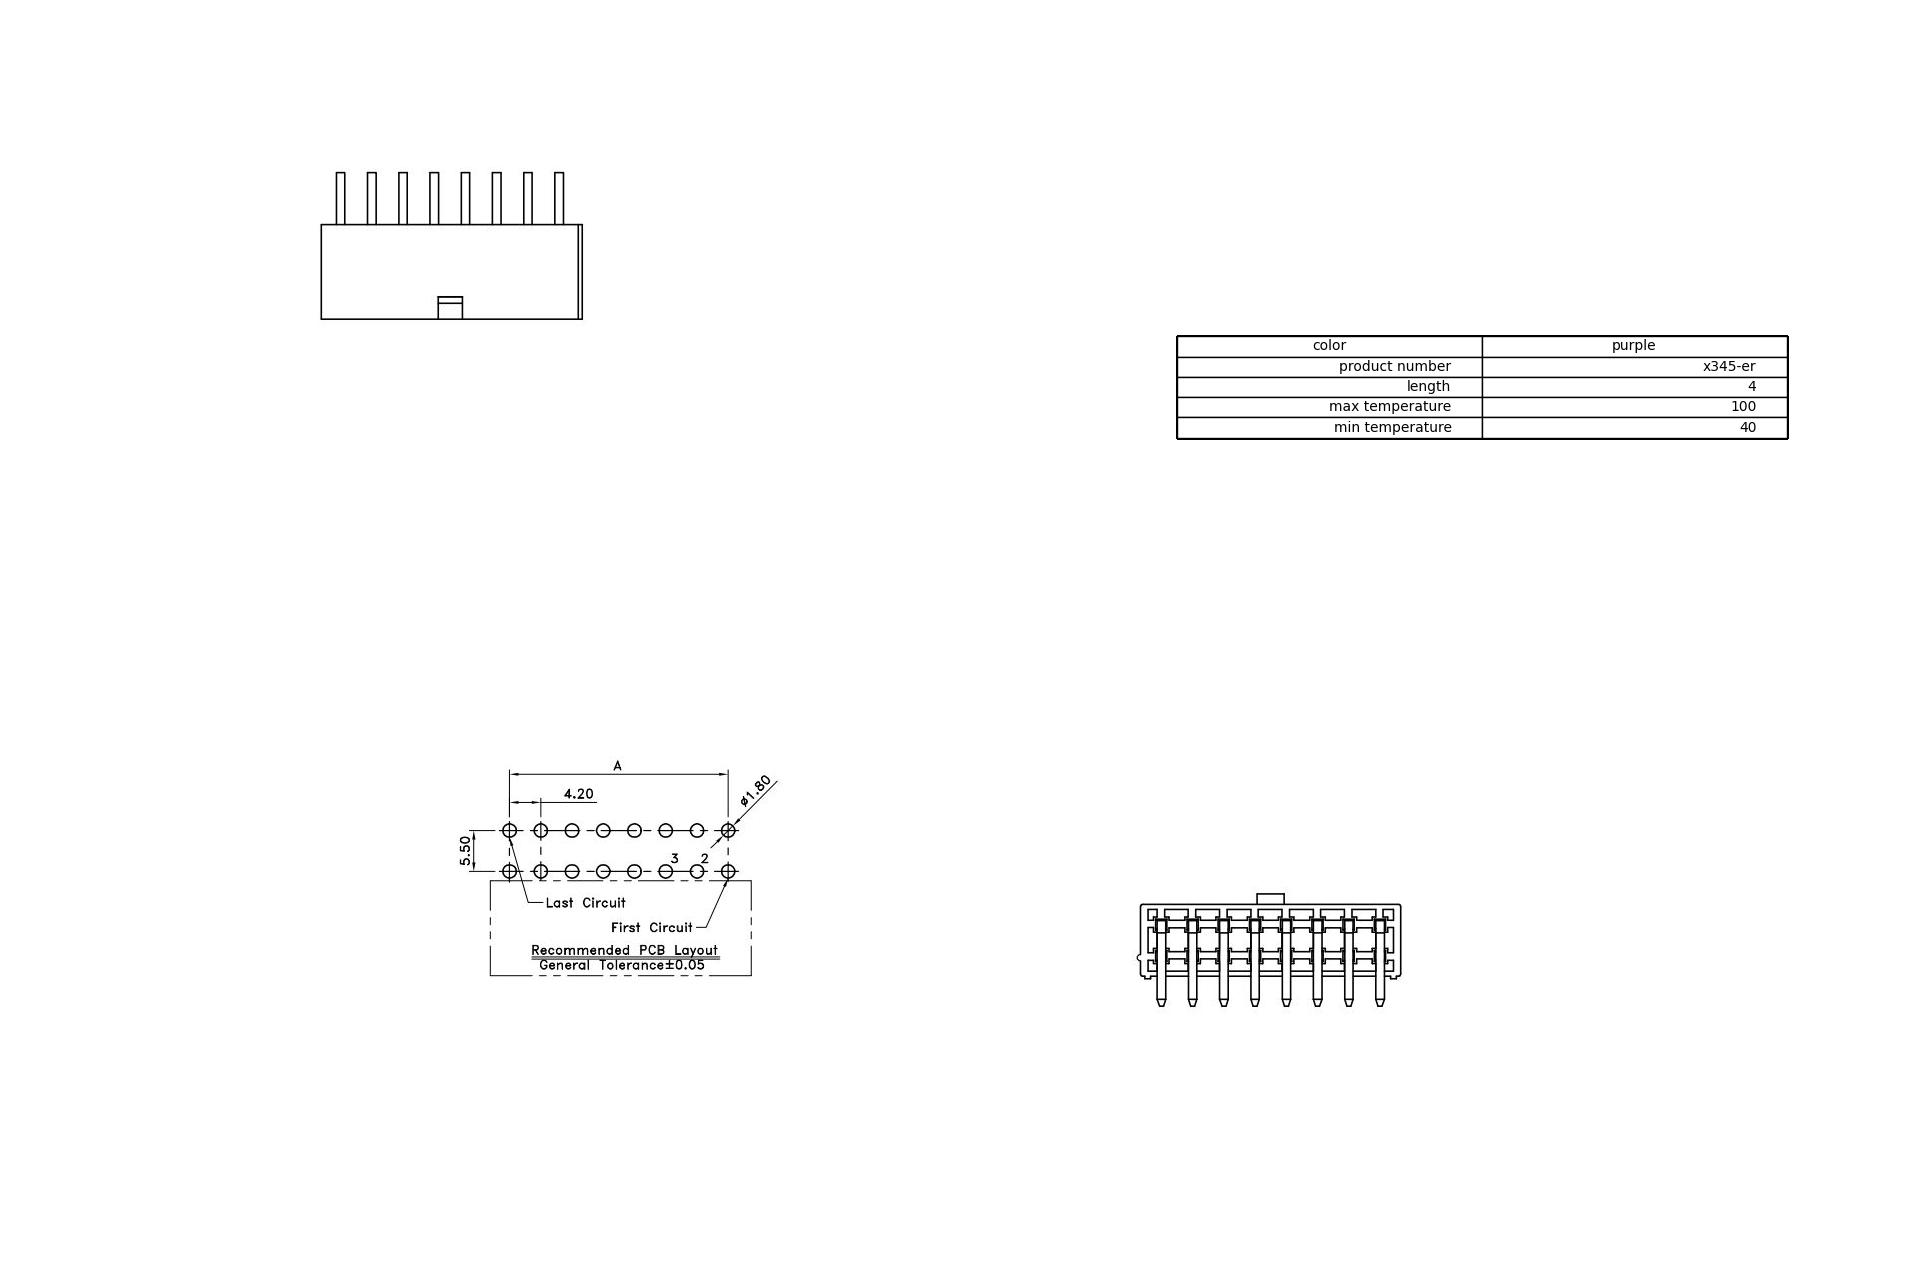 color purple
product number x345-er
length 4
max temperature 100
min temperature 40
A
4.20
ø1.80
5.50
3 2
Last Circuit
First Circuit
Recommended PCB Layout
General Tolerance±0.05